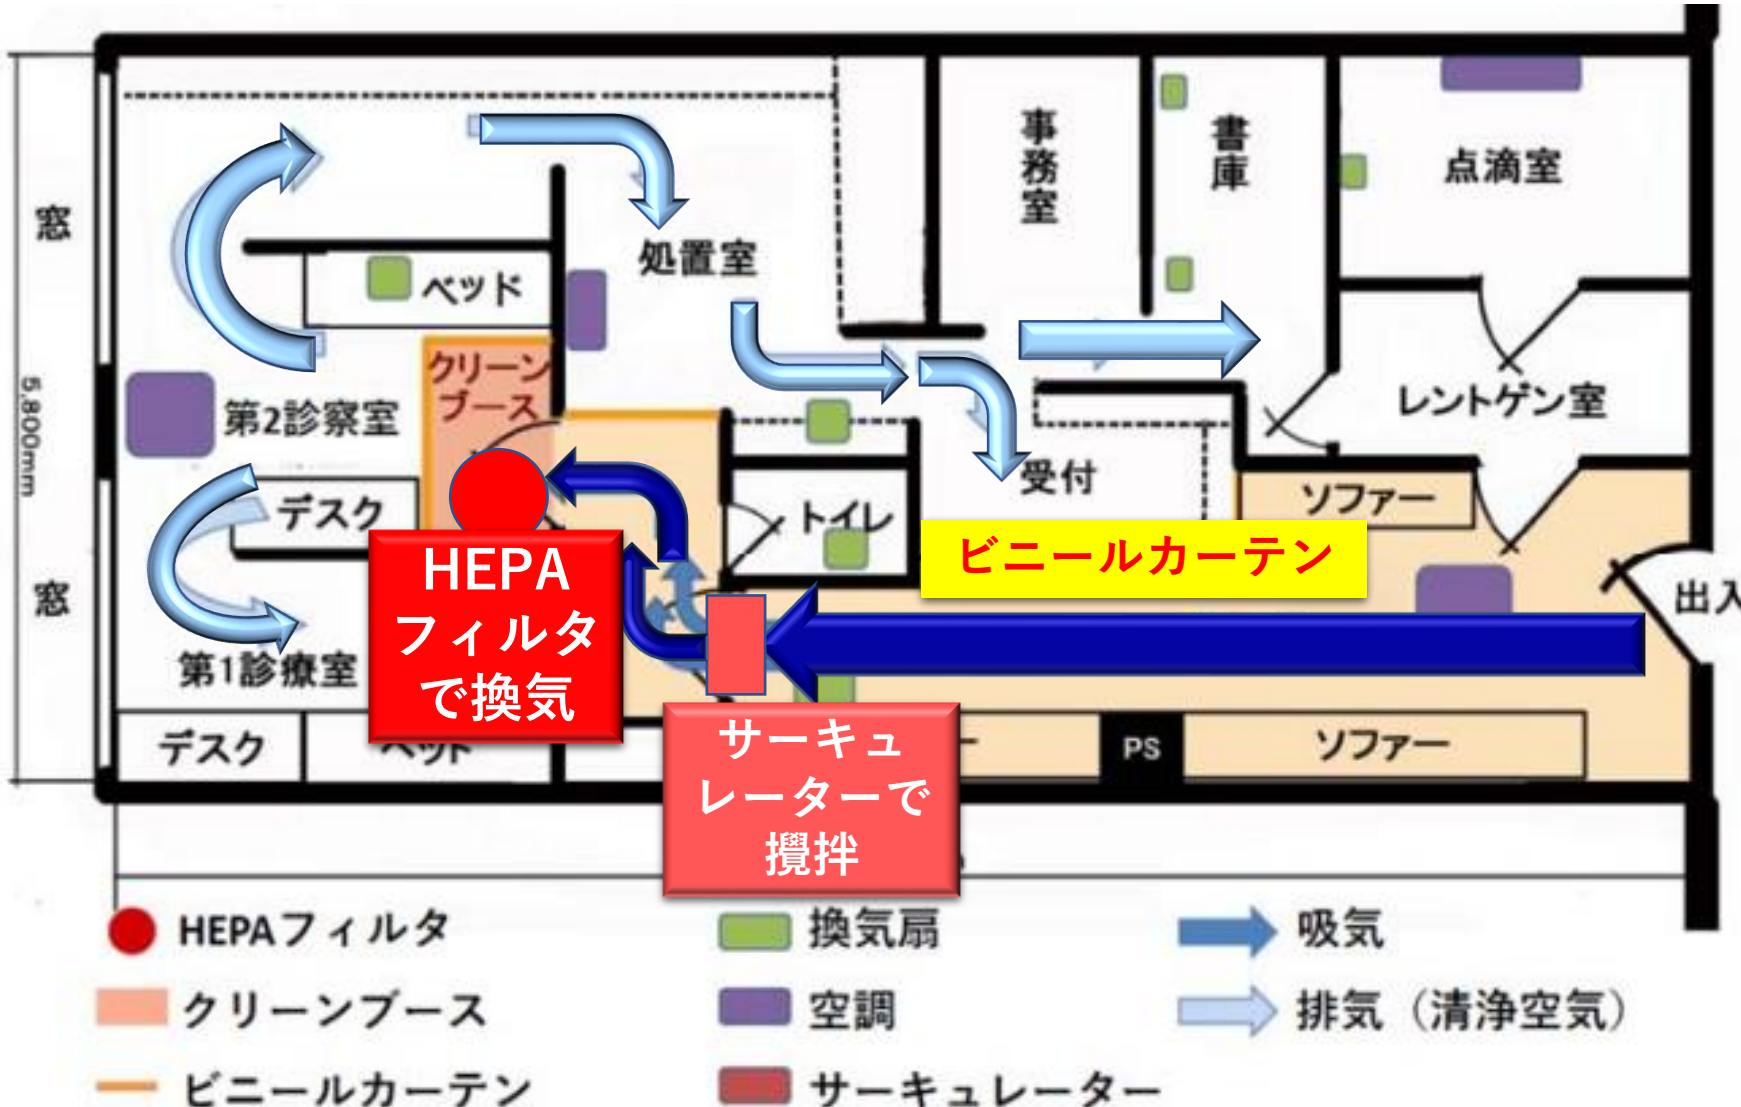 事務室
書庫
点滴室
窓
処置室
ベッド
クリーン
ブース
第2診察室
5,800mm
レントゲン室
受付
ソファー
デスク
トイレ
HEPA
フィルタ
で換気
ビニールカーテン
窓
出入
第1診療室
デスク
ベッド
サーキュ
レーターで
攪拌
ー
PS
ソファー
HEPAフィルタ
換気扇
吸気
クリーンブース
空調
排気（清浄空気）
ビニールカーテン
サーキュレーター